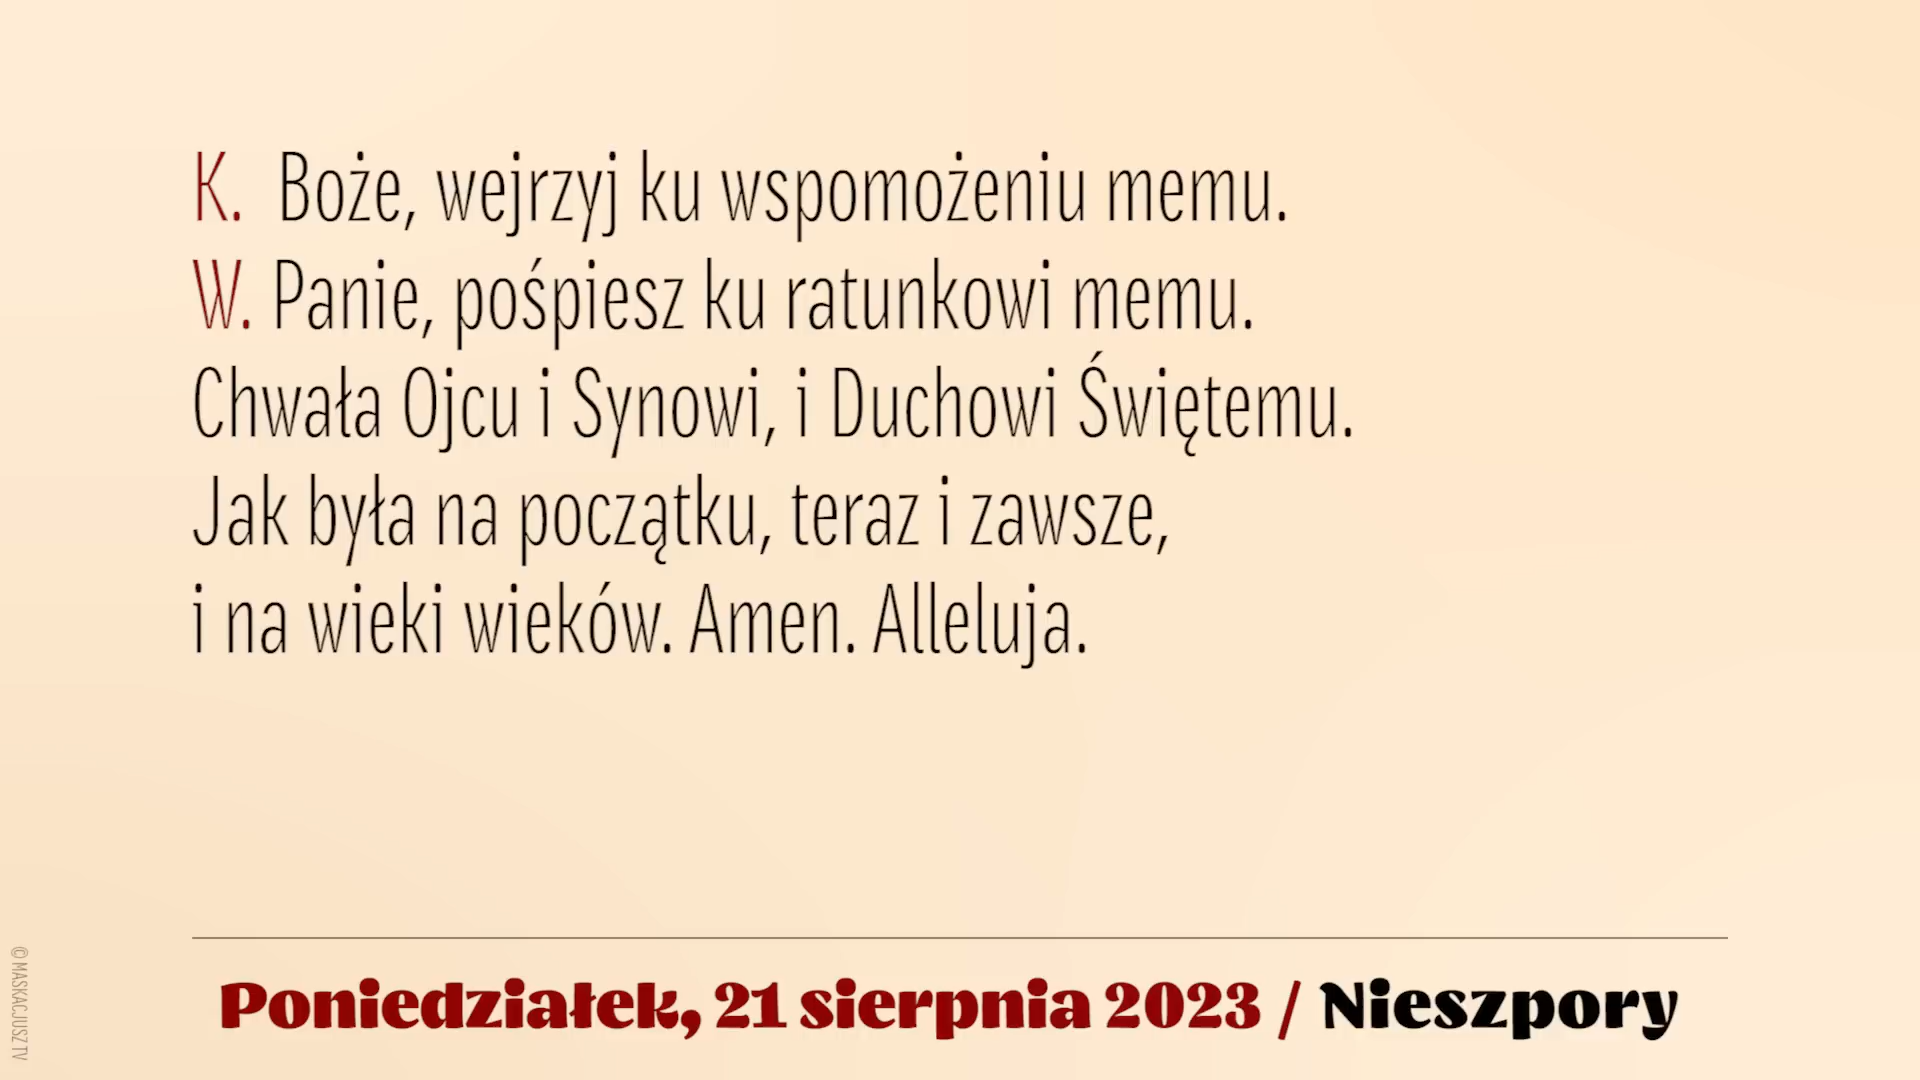 K. Boże, wejrzyj ku wspomożeniu memu.
W. Panie, pośpiesz ku ratunkowi memu.
Chwała Ojcu i Synowi, i Duchowi Świętemu.
Jak była na początku, teraz i zawsze,
i na wieki wieków. Amen. Alleluja.
Poniedziałek, 21 sierpnia 2023 / Nieszpory
© MASKACJUSZ TV